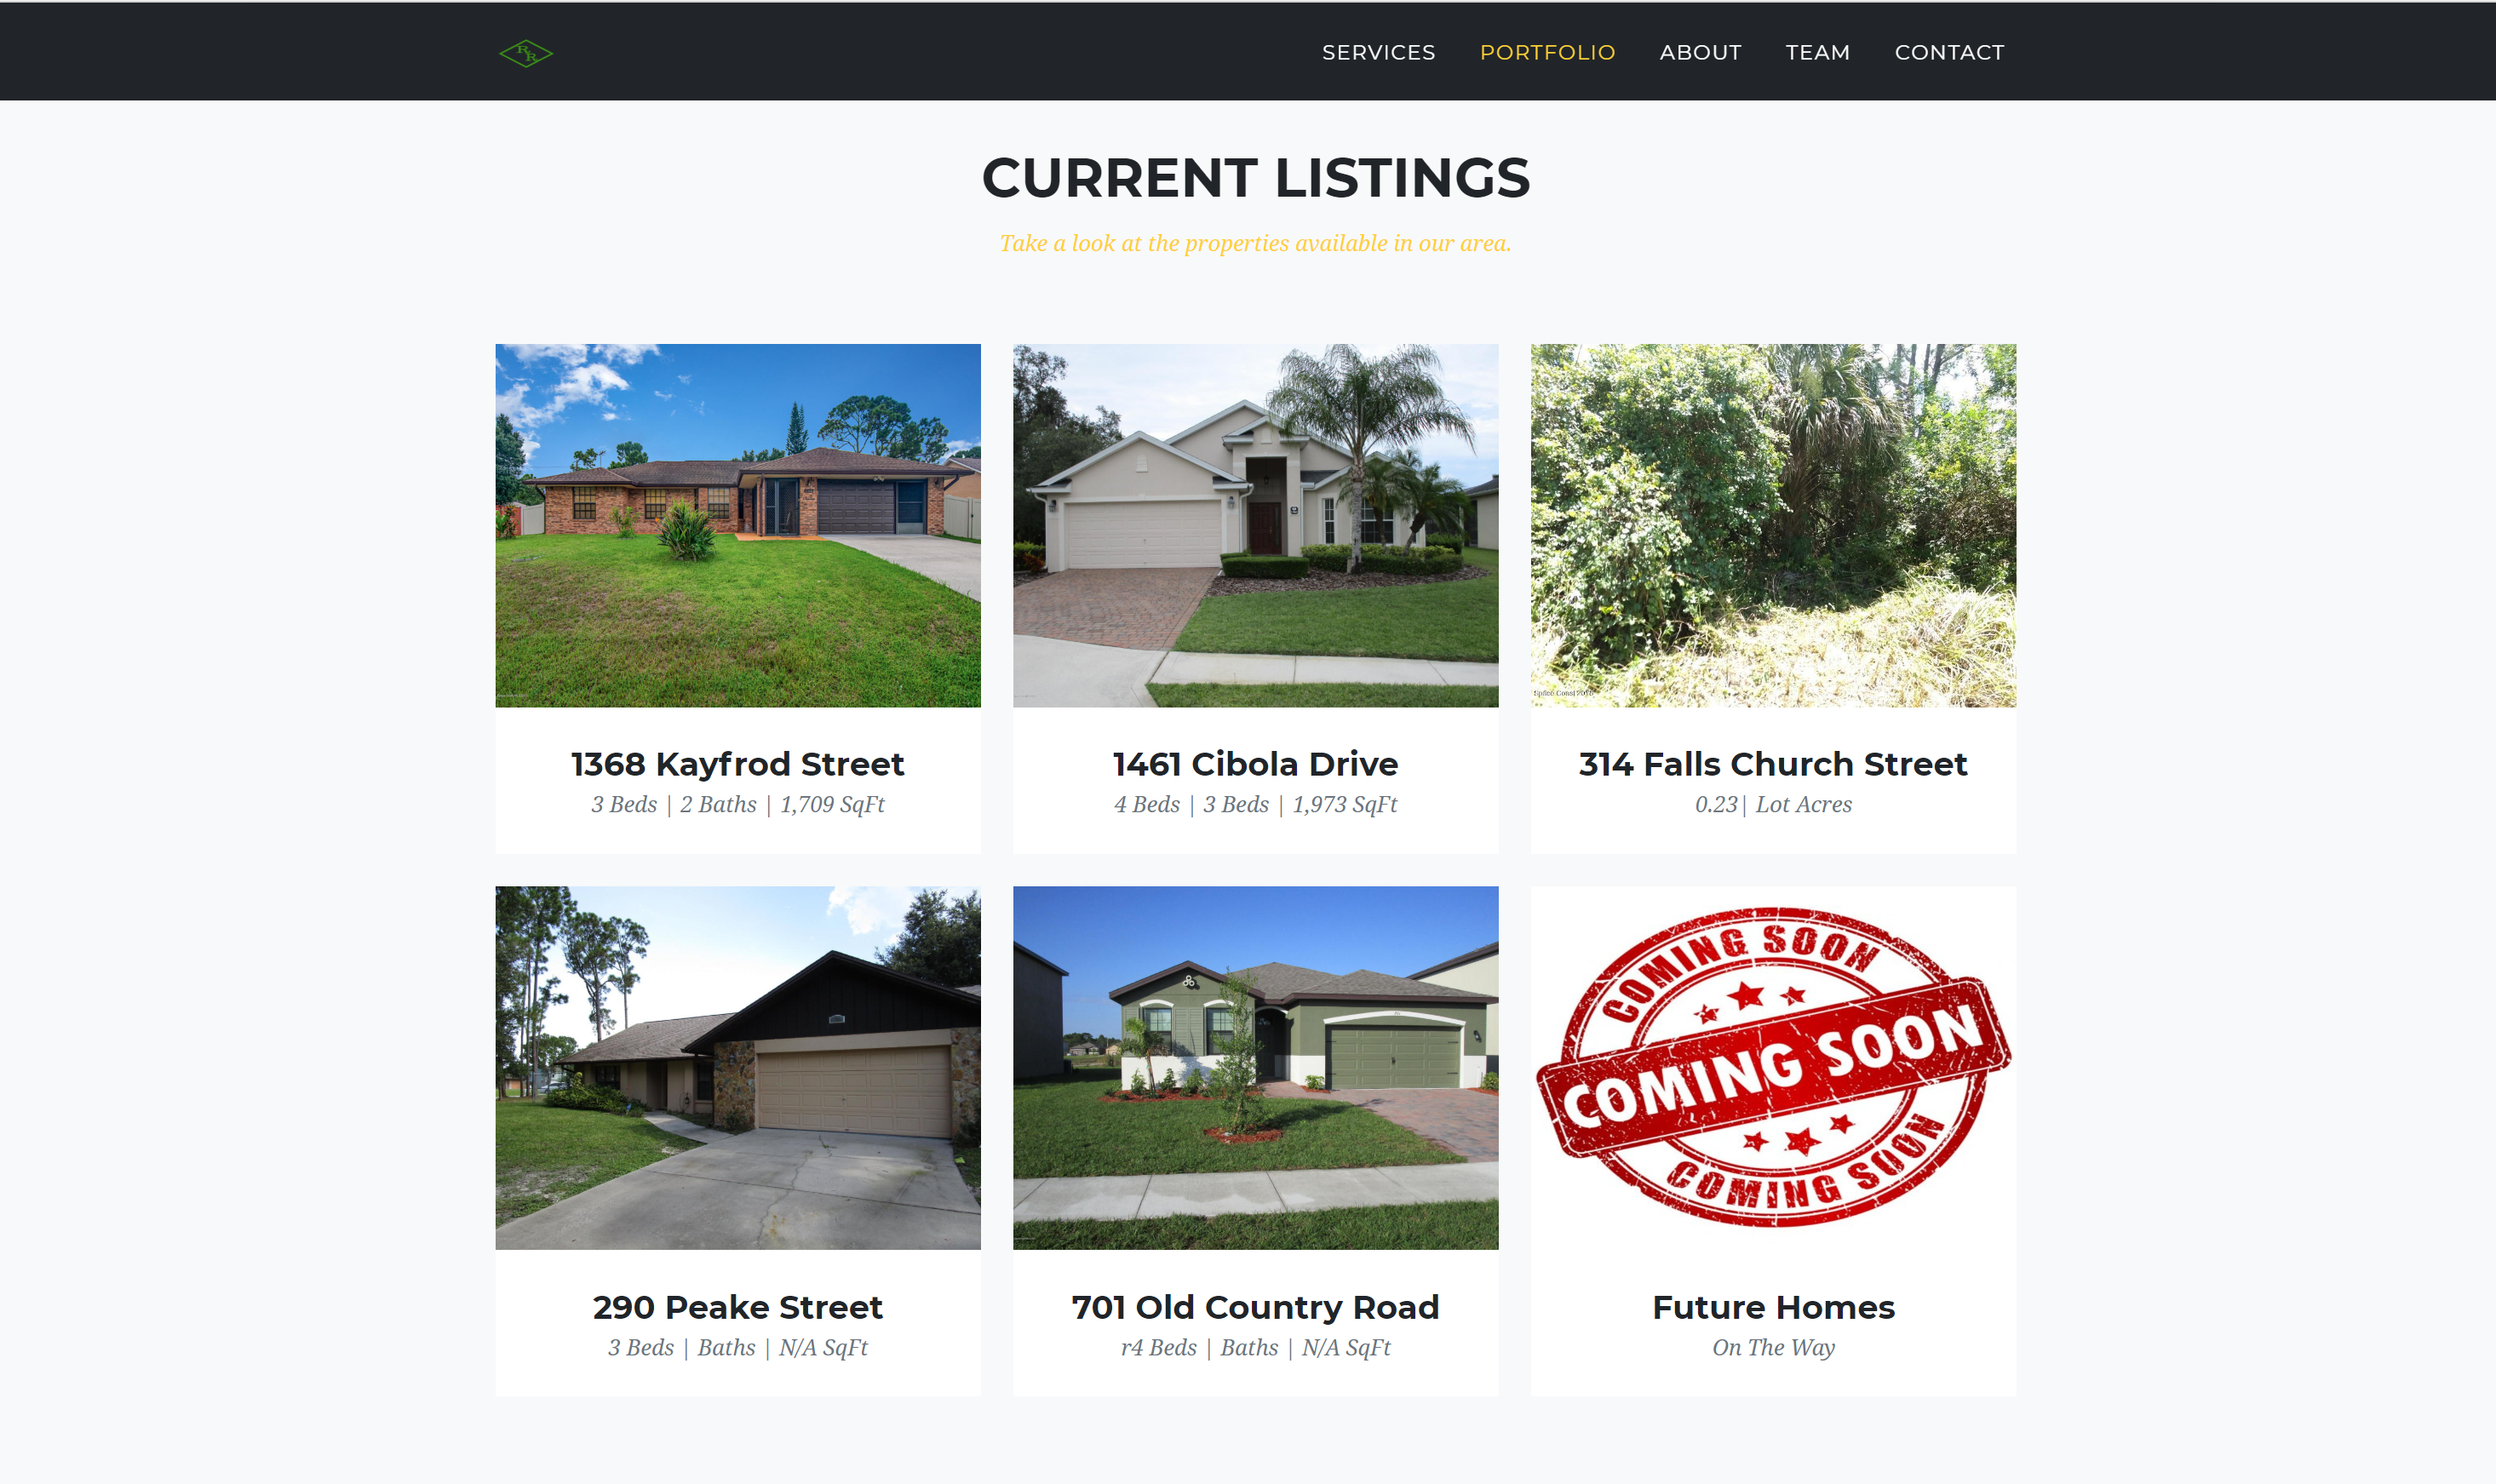 RR
SERVICES PORTFOLIO ABOUT TEAM CONTACT
CURRENT LISTINGS
Take a look at the properties available in our area.
1368 Kayfrod Street
3 Beds | 2 Baths | 1,709 SqFt
1461 Cibola Drive
4 Beds | 3 Beds | 1,973 SqFt
314 Falls Church Street
0.23| Lot Acres
290 Peake Street
3 Beds | Baths | N/A SqFt
701 Old Country Road
r4 Beds | Baths | N/A SqFt
COMING SOON
COMING SOON
COMING SOON
Future Homes
On The Way